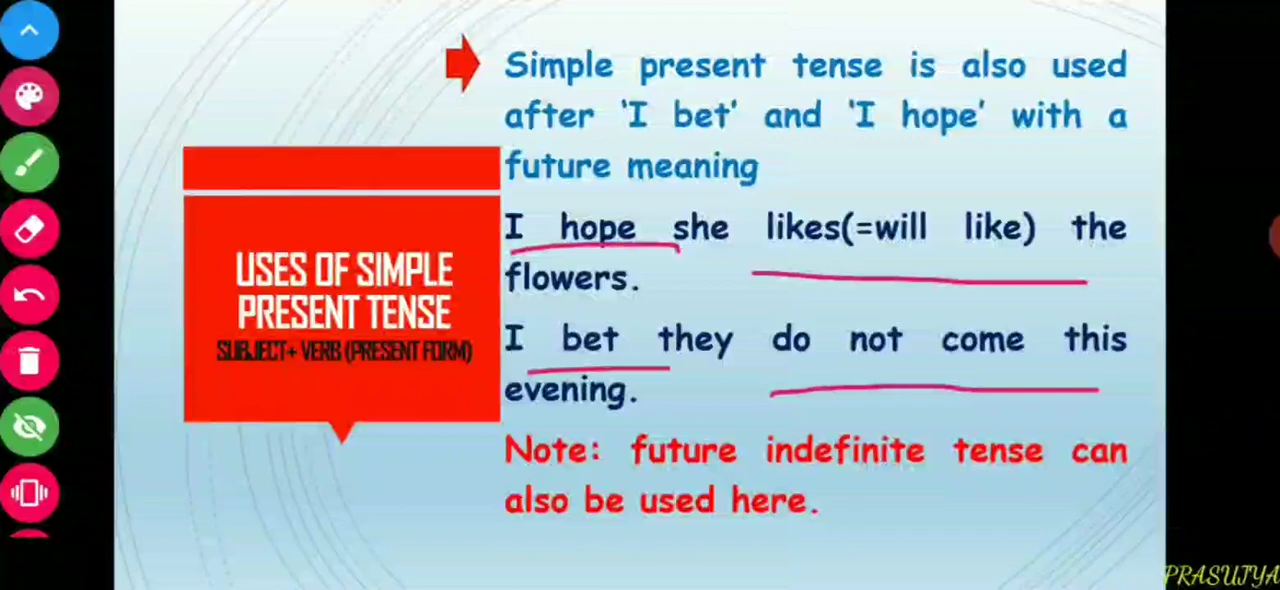 Simple present tense is also used
after 'I bet' and 'I hope' with a
future meaning
I hope she likes(=will like) the
flowers.
I bet they do not come this
evening.
Note: future indefinite tense can
also be used here.
USES OF SIMPLE
PRESENT TENSE
SUBJECT+ VERB (PRESENT FORM)
PRASUJYA